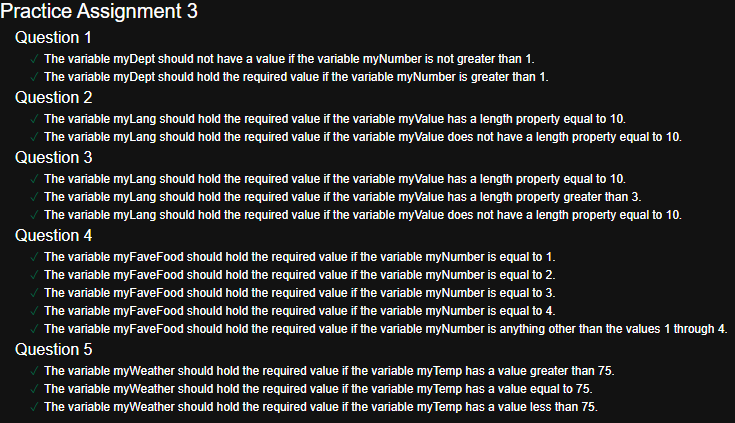 Practice Assignment 3
Question 1
✓ The variable myDept should not have a value if the variable myNumber is not greater than 1.
✓ The variable myDept should hold the required value if the variable myNumber is greater than 1.
Question 2
✓ The variable myLang should hold the required value if the variable myValue has a length property equal to 10.
✓ The variable myLang should hold the required value if the variable myValue does not have a length property equal to 10.
Question 3
✓ The variable myLang should hold the required value if the variable myValue has a length property equal to 10.
✓ The variable myLang should hold the required value if the variable myValue has a length property greater than 3.
✓ The variable myLang should hold the required value if the variable myValue does not have a length property equal to 10.
Question 4
✓ The variable myFaveFood should hold the required value if the variable myNumber is equal to 1.
✓ The variable myFaveFood should hold the required value if the variable myNumber is equal to 2.
✓ The variable myFaveFood should hold the required value if the variable myNumber is equal to 3.
✓ The variable myFaveFood should hold the required value if the variable myNumber is equal to 4.
✓ The variable myFaveFood should hold the required value if the variable myNumber is anything other than the values 1 through 4.
Question 5
✓ The variable myWeather should hold the required value if the variable myTemp has a value greater than 75.
✓ The variable myWeather should hold the required value if the variable myTemp has a value equal to 75.
✓ The variable myWeather should hold the required value if the variable myTemp has a value less than 75.